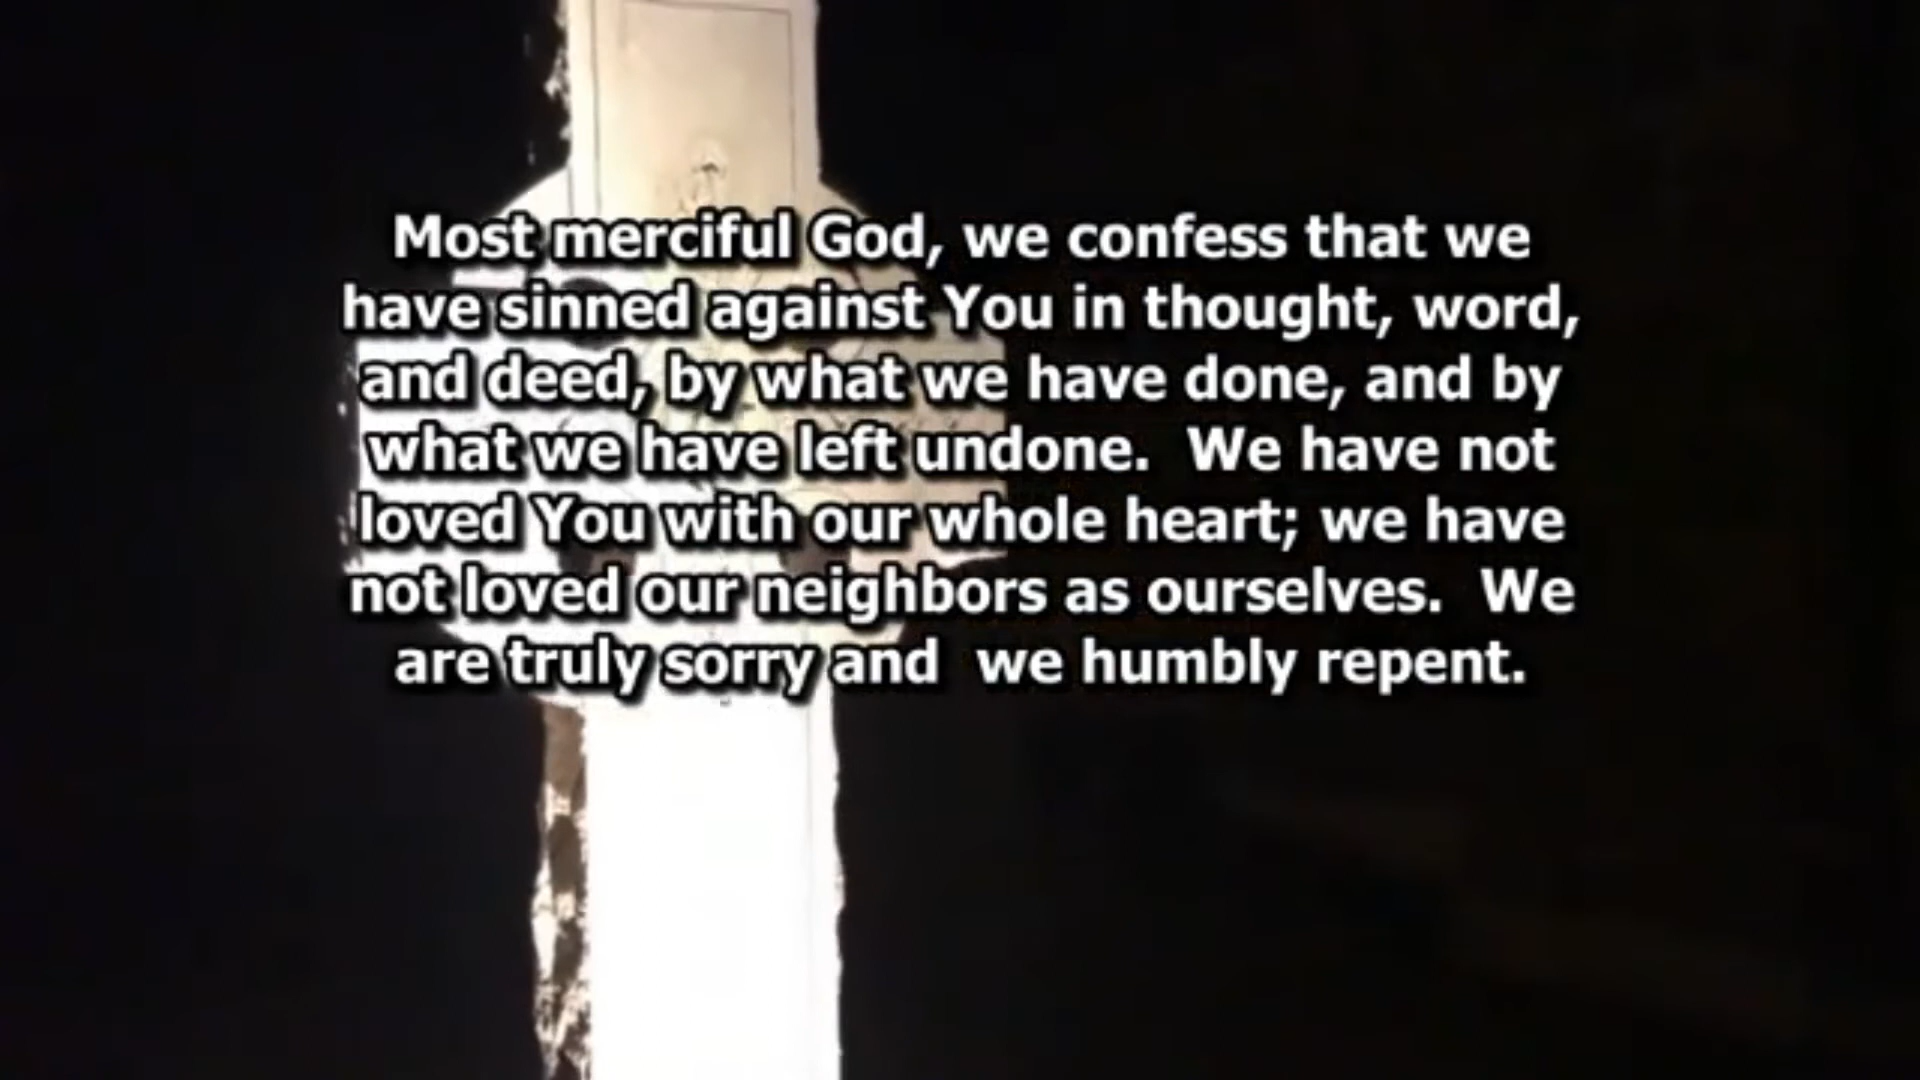 Most merciful God, we confess that we
have sinned against You in thought, word,
and deed, by what we have done, and by
what we have left undone.  We have not
loved You with our whole heart; we have
not loved our neighbors as ourselves.  We
are truly sorry and  we humbly repent.